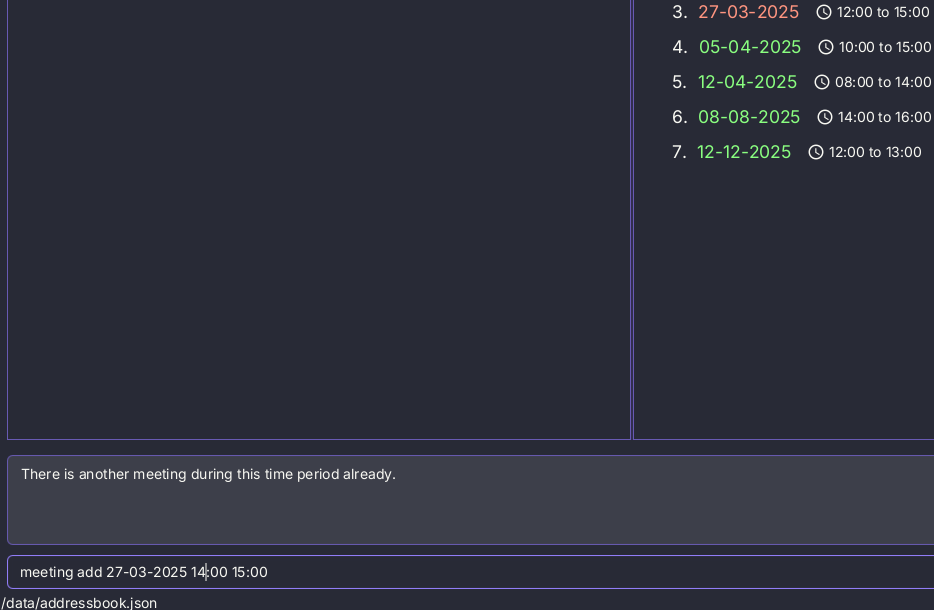 3. 27-03-2025 12:00 to 15:00
4. 05-04-2025 10:00 to 15:00
5. 12-04-2025 08:00 to 14:00
6. 08-08-2025 14:00 to 16:00
7. 12-12-2025 12:00 to 13:00
There is another meeting during this time period already.
meeting add 27-03-2025 14:00 15:00
/data/addressbook.json